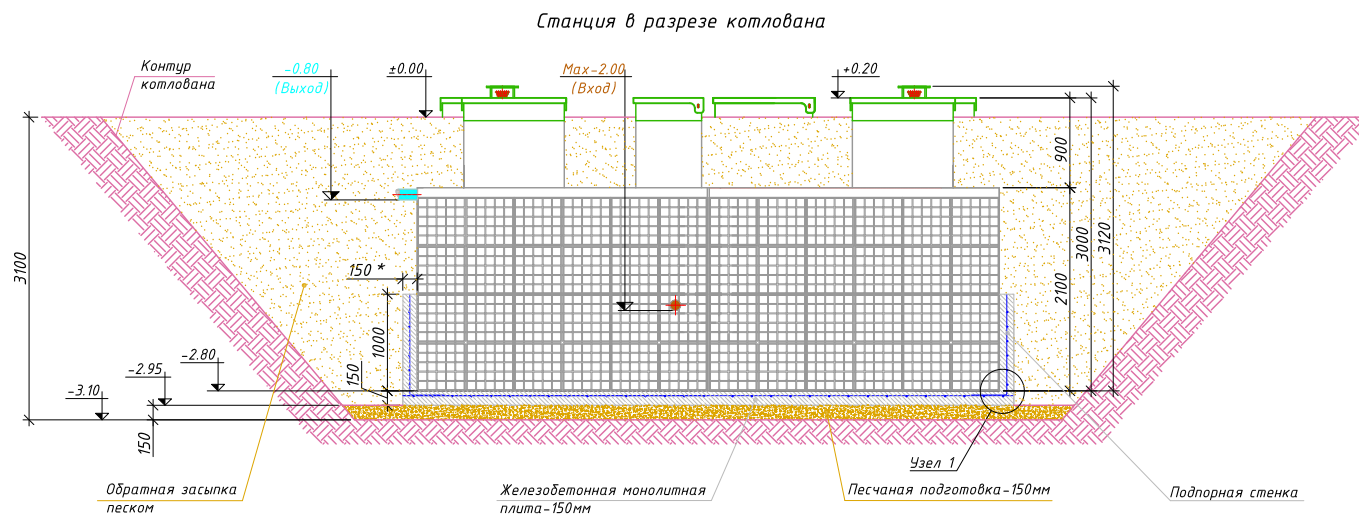 Станция в разрезе котлована
Контур
котлована
-0.80
(Выход)
±0.00
Max-2.00
(Вход)
+0.20
900
3100
150 *
2100
3000
3120
1000
150
-2.80
-2.95
-3.10
150
Узел 1
Обратная засыпка
песком
Железобетонная монолитная
плита-150мм
Песчаная подготовка-150мм
Подпорная стенка